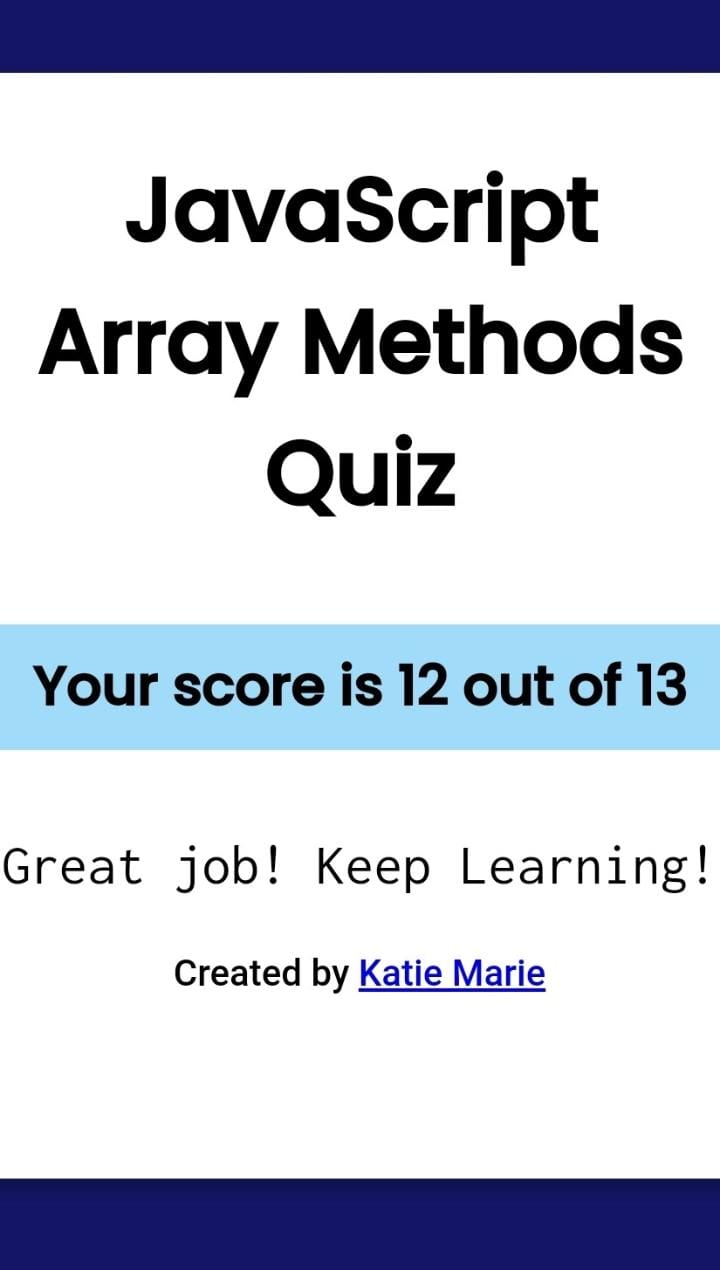 JavaScript
Array Methods
Quiz
Your score is 12 out of 13
Great job! Keep Learning!
Created by Katie Marie